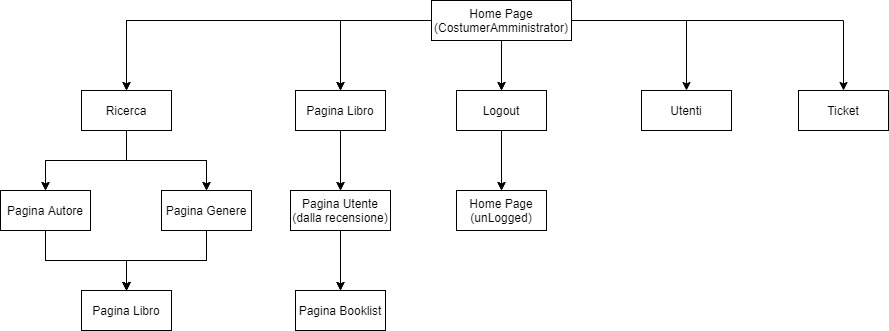 Home Page
(CostumerAmministrator)
Ricerca
Pagina Libro
Logout
Utenti
Ticket
Pagina Autore
Pagina Genere
Pagina Utente
(dalla recensione)
Home Page
(unLogged)
Pagina Libro
Pagina Booklist